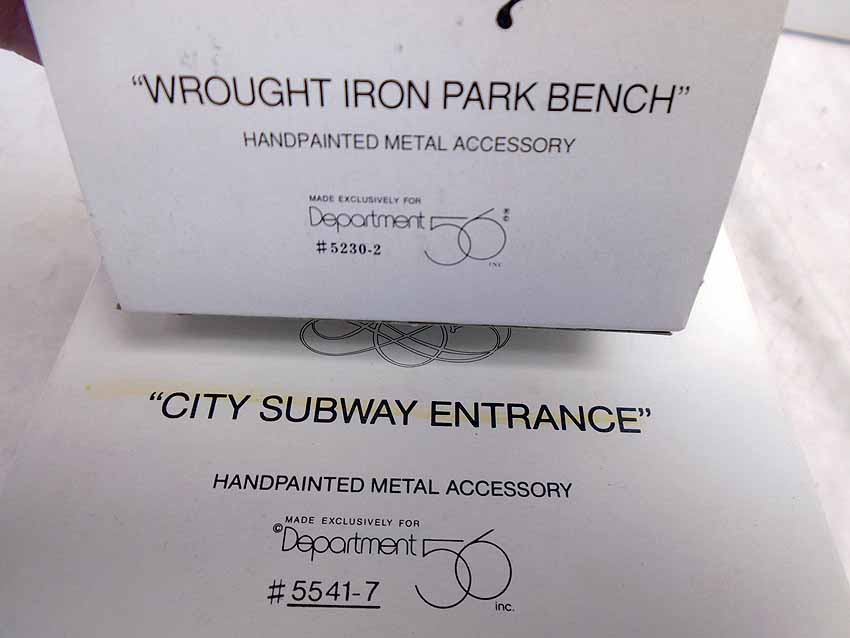 “WROUGHT IRON PARK BENCH”
HANDPAINTED METAL ACCESSORY
MADE EXCLUSIVELY FOR
Department 56 ® ©
#5230-2
INC
“CITY SUBWAY ENTRANCE”
HANDPAINTED METAL ACCESSORY
MADE EXCLUSIVELY FOR
©Department 56
#5541-7
inc.